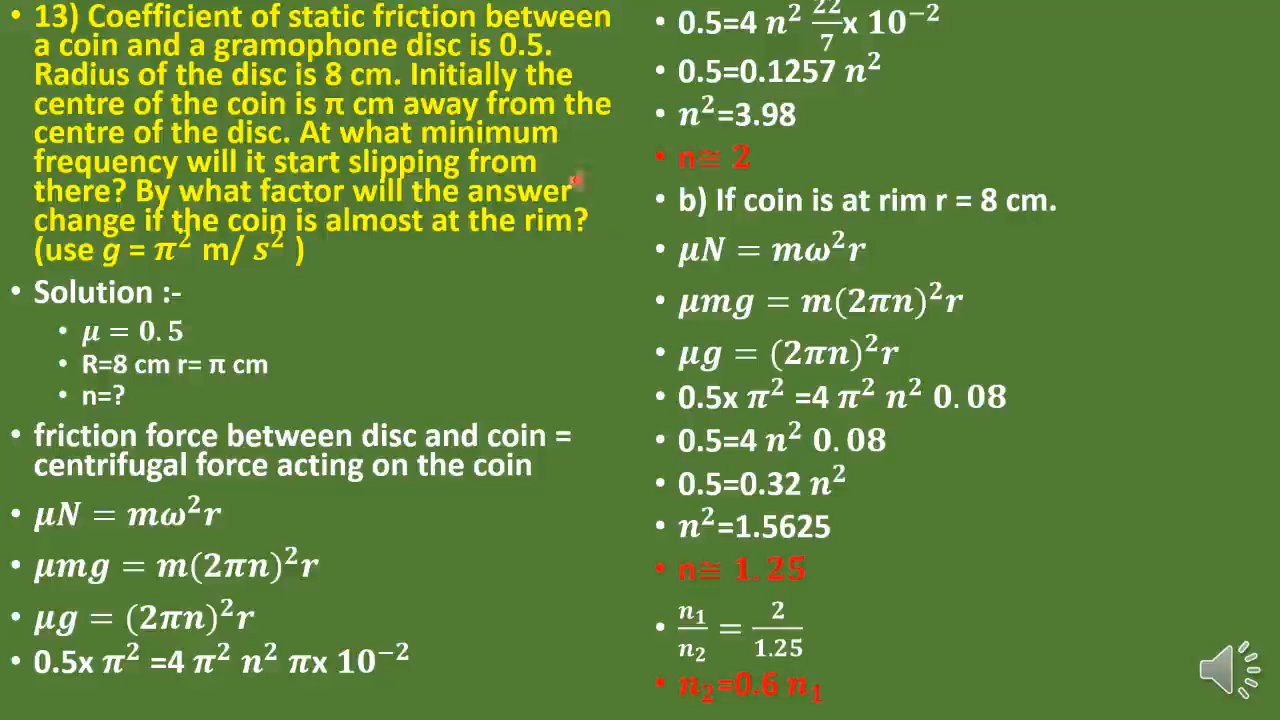 • 13) Coefficient of static friction between
a coin and a gramophone disc is 0.5.
Radius of the disc is 8 cm. Initially the
centre of the coin is π cm away from the
centre of the disc. At what minimum
frequency will it start slipping from
there? By what factor will the answer
change if the coin is almost at the rim?
(use g = π² m/ s² )
• Solution :-
• μ = 0.5
• R=8 cm r= π cm
• n=?
• friction force between disc and coin =
centrifugal force acting on the coin
• μN = mω²r
• μmg = m(2πn)²r
• μg = (2πn)²r
• 0.5x π² =4 π² n² πx 10⁻²
• 0.5=4 n² 22/7 x 10⁻²
• 0.5=0.1257 n²
• n²=3.98
• n≅ 2
• b) If coin is at rim r = 8 cm.
• μN = mω²r
• μmg = m(2πn)²r
• μg = (2πn)²r
• 0.5x π² =4 π² n² 0.08
• 0.5=4 n² 0.08
• 0.5=0.32 n²
• n²=1.5625
• n≅ 1.25
• n₁/n₂ = 2/1.25
• n₂=0.6 n₁